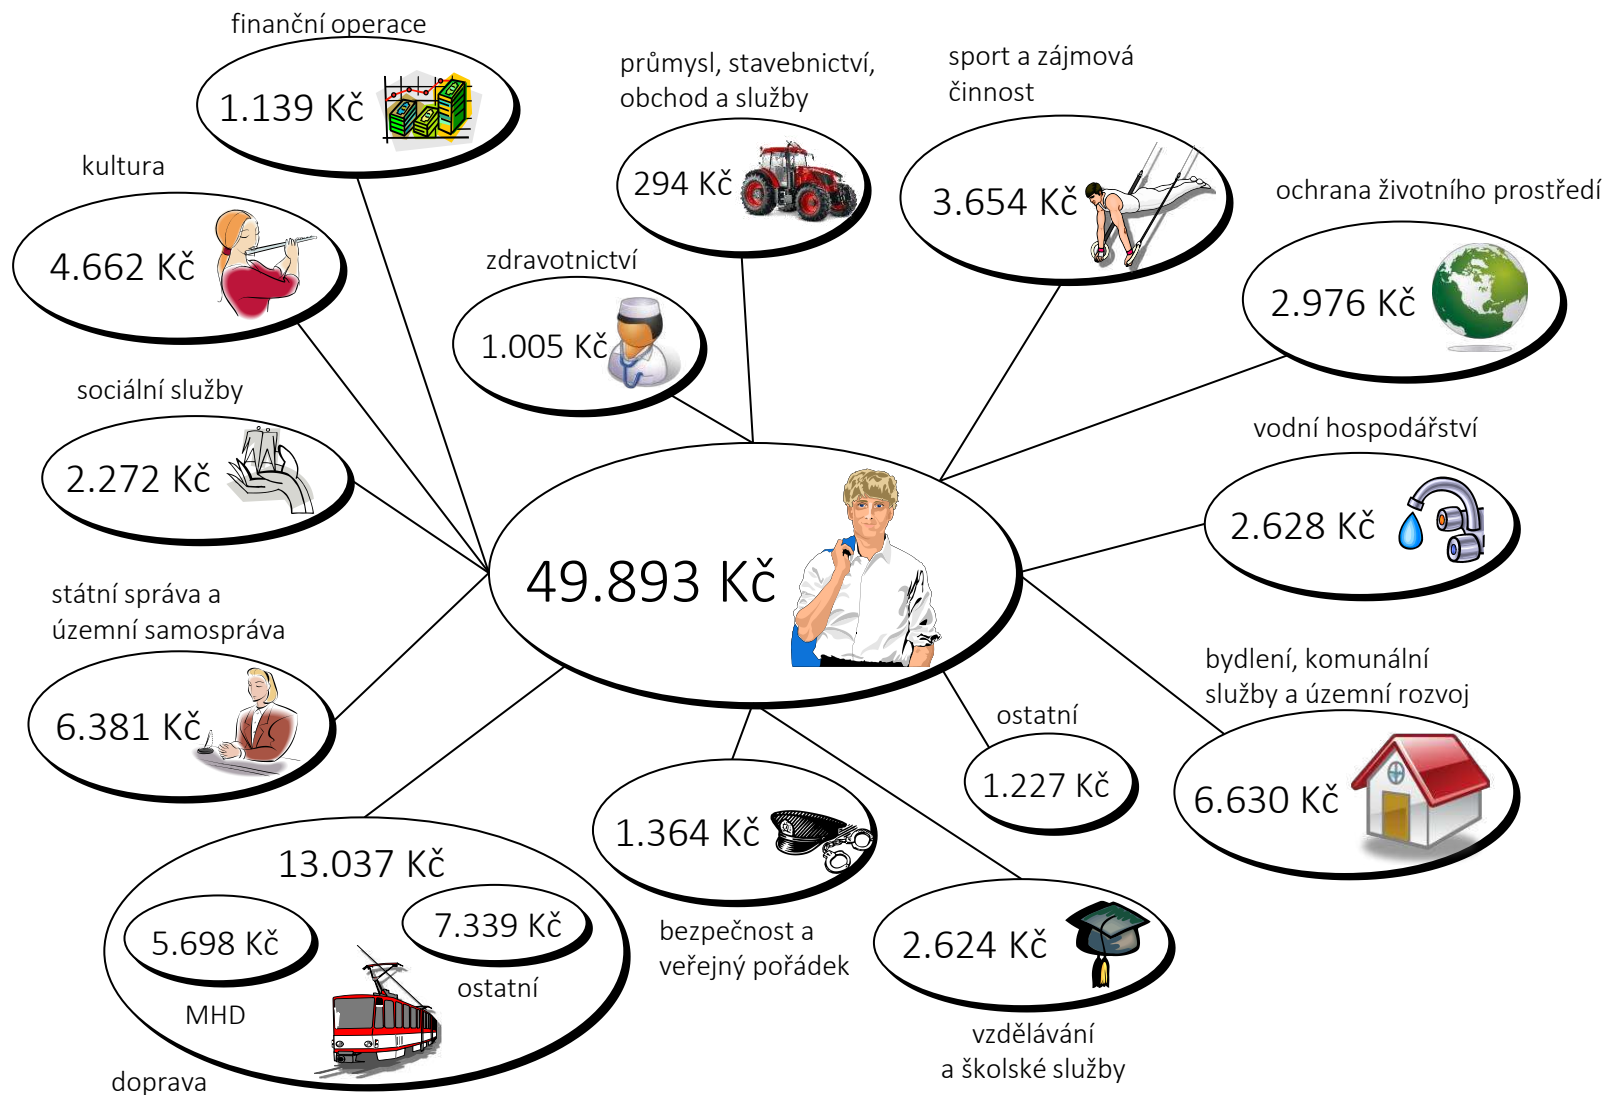 finanční operace
1.139 Kč
průmysl, stavebnictví,
obchod a služby
294 Kč
sport a zájmová
činnost
3.654 Kč
kultura
4.662 Kč
ochrana životního prostředí
2.976 Kč
zdravotnictví
1.005 Kč
sociální služby
2.272 Kč
vodní hospodářství
2.628 Kč
49.893 Kč
státní správa a
územní samospráva
6.381 Kč
bydlení, komunální
služby a územní rozvoj
6.630 Kč
ostatní
1.227 Kč
13.037 Kč
5.698 Kč
MHD
7.339 Kč
ostatní
doprava
1.364 Kč
bezpečnost a
veřejný pořádek
2.624 Kč
vzdělávání
a školské služby